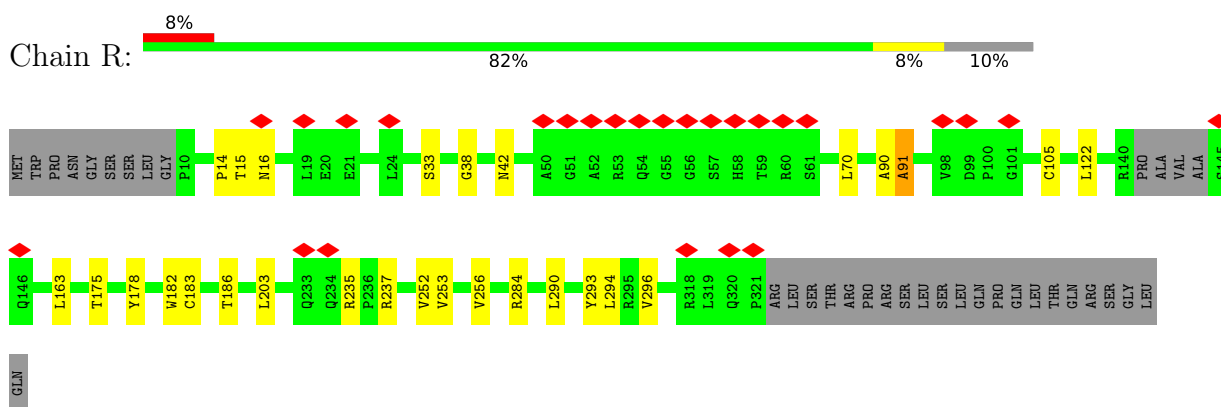 8%
Chain R:
82% 8% 10%
MET TRP PRO ASN GLY SER SER LEU GLY P10 P14 T15 N16 L19 E20 E21 L24 S33 G38 N42 A50 G51 A52 R53 Q54 G55 G56 S57 H58 T59 R60 S61 L70 A90 A91 V98 D99 P100 G101 C105 L122 R140 PRO ALA VAL ALA S145
Q146 L163 T175 Y178 W182 C183 T186 L203 Q233 Q234 R235 P236 R237 V252 V253 V256 R284 L290 Y293 L294 R295 V296 R318 L319 Q320 P321 ARG LEU SER THR ARG PRO ARG SER LEU SER LEU GLN PRO GLN LEU THR GLN ARG SER GLY LEU
GLN